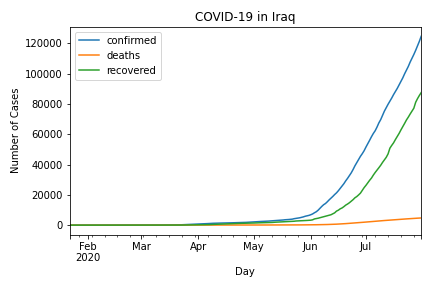 COVID-19 in Iraq
confirmed
deaths
recovered
120000
100000
80000
60000
40000
20000
0
Number of Cases
Feb
2020
Mar
Apr
May
Jun
Jul
Day